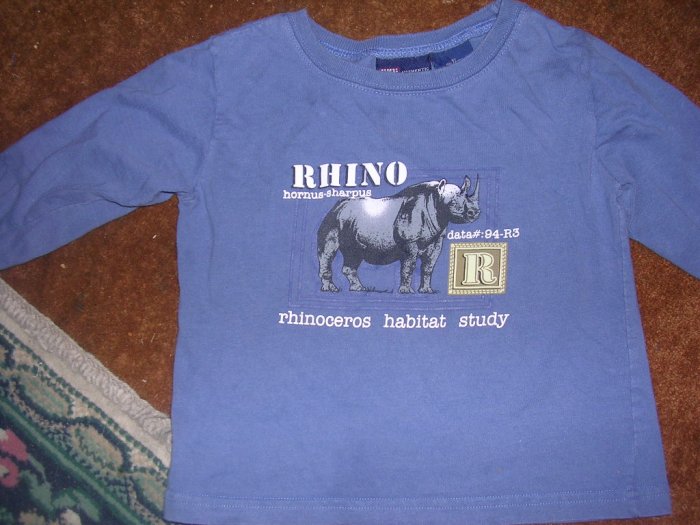 RHINO
hornus-sharpus
data#:94-R3
R
rhinoceros habitat study